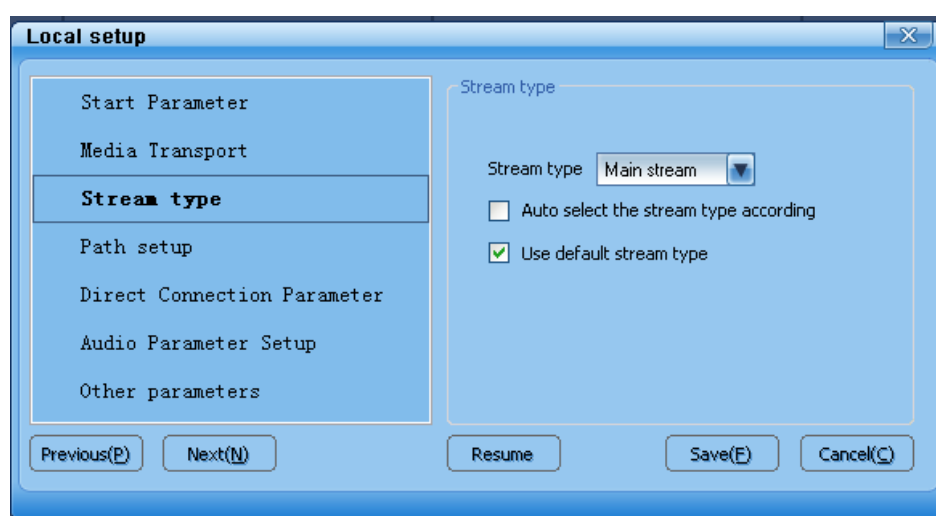 Local setup
Start Parameter
Media Transport
Stream type
Path setup
Direct Connection Parameter
Audio Parameter Setup
Other parameters
Previous(P)
Next(N)
Stream type
Stream type Main stream
Auto select the stream type according
Use default stream type
Resume
Save(F)
Cancel(C)